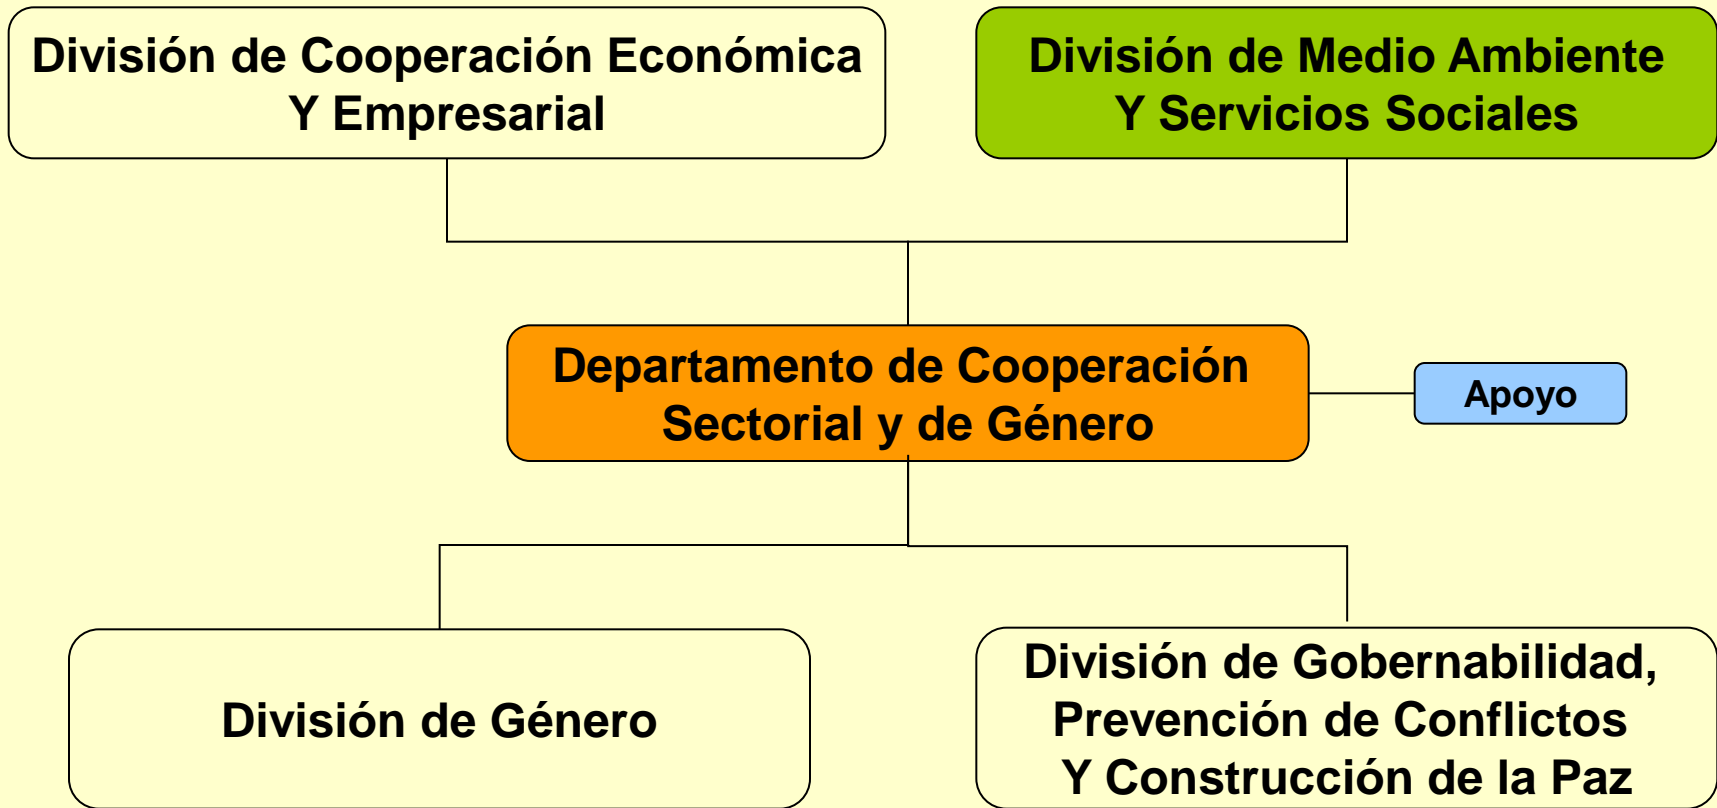 División de Cooperación Económica
Y Empresarial
División de Medio Ambiente
Y Servicios Sociales
Departamento de Cooperación
Sectorial y de Género
Apoyo
División de Género
División de Gobernabilidad,
Prevención de Conflictos
Y Construcción de la Paz